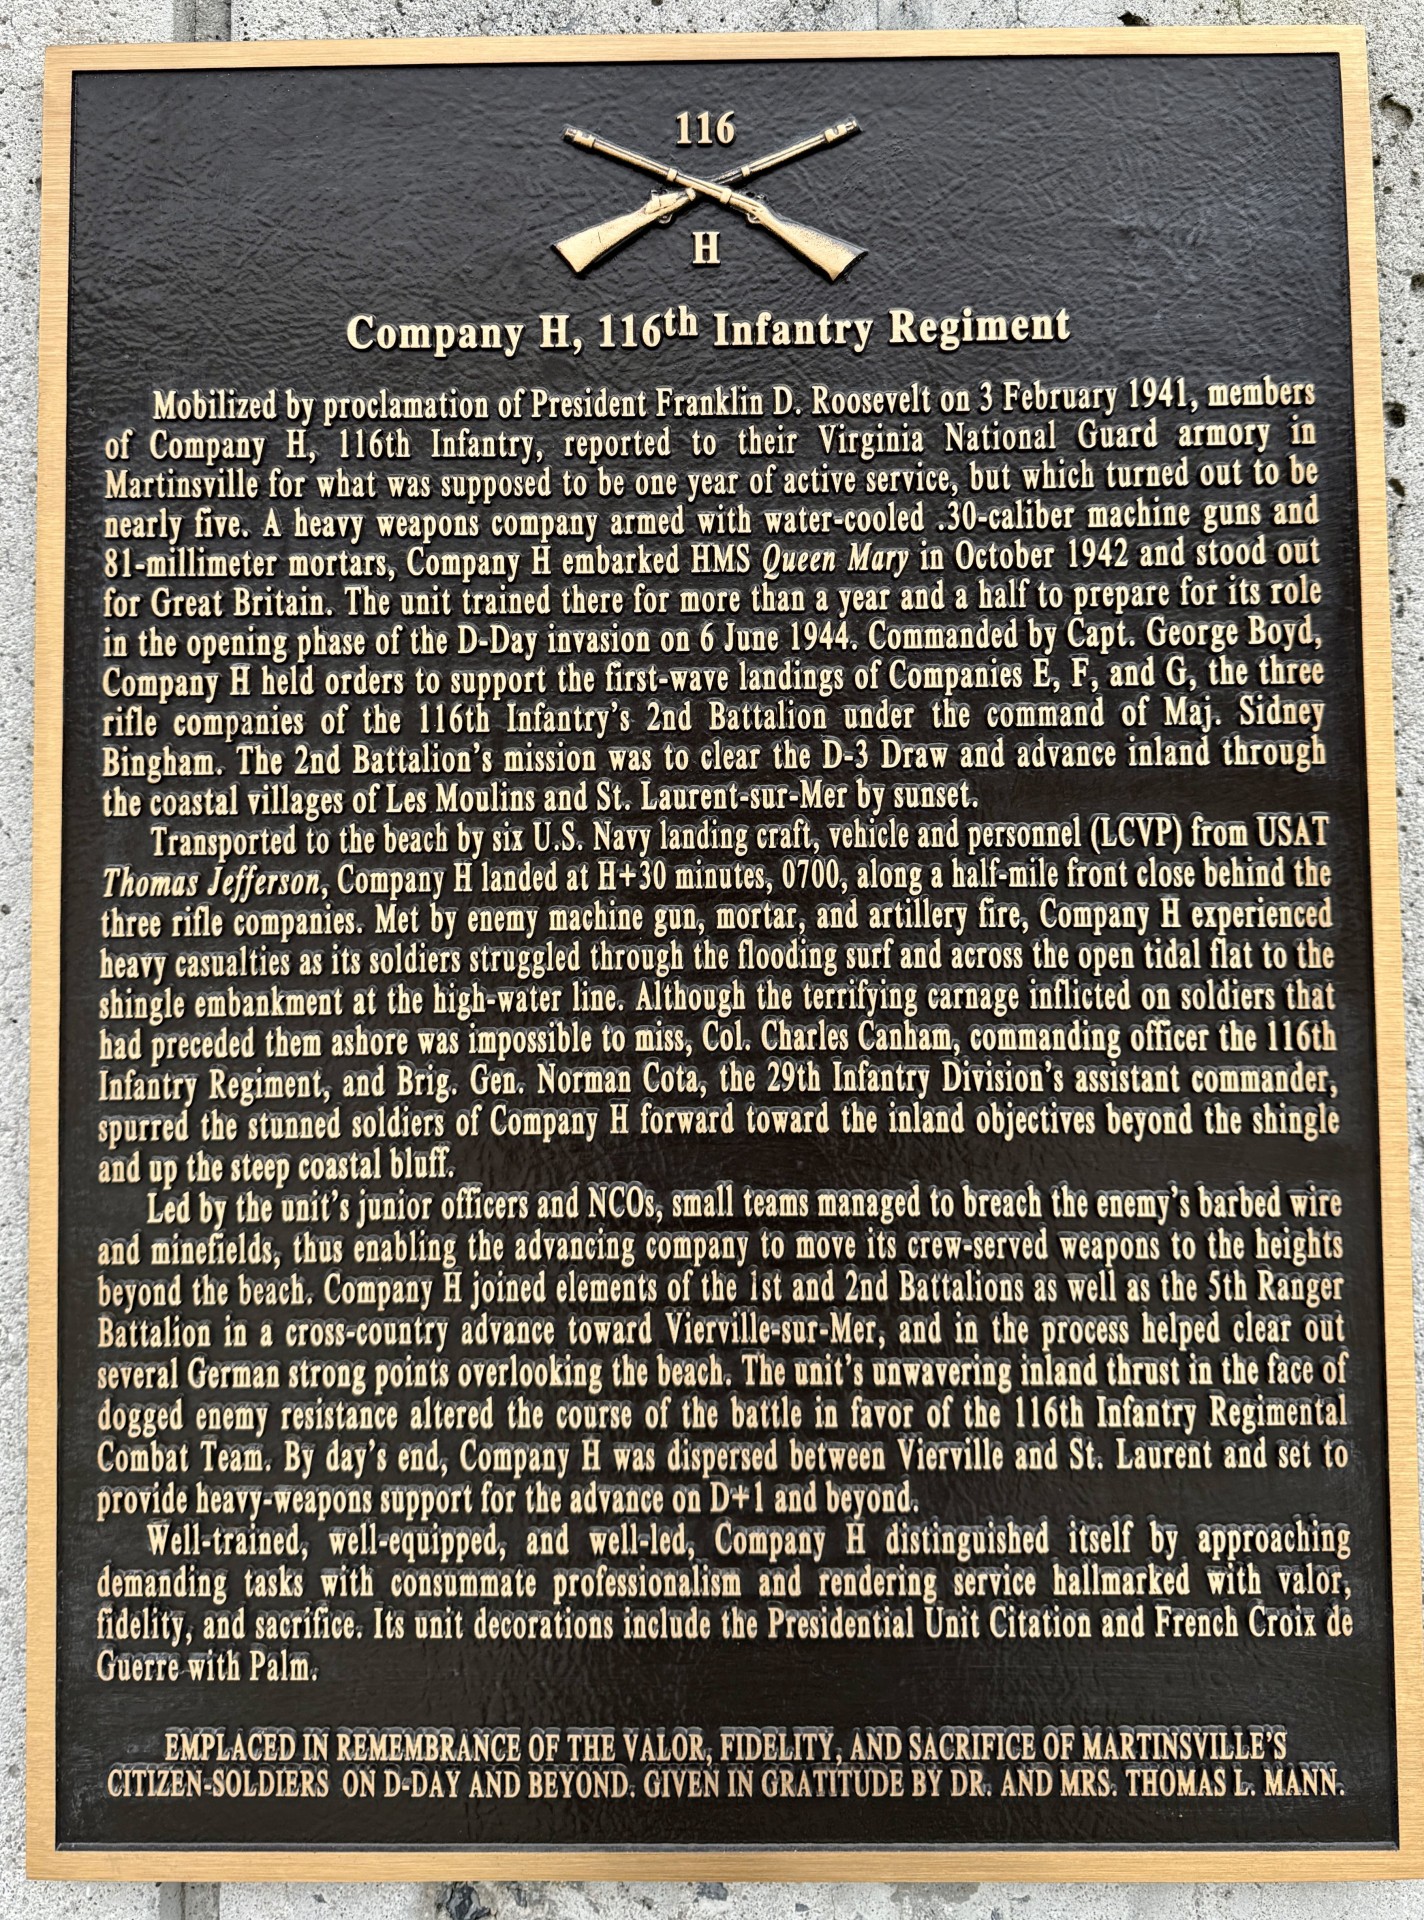 116
H
Company H, 116th Infantry Regiment
Mobilized by proclamation of President Franklin D. Roosevelt on 3 February 1941, members
of Company H, 116th Infantry, reported to their Virginia National Guard armory in
Martinsville for what was supposed to be one year of active service, but which turned out to be
nearly five. A heavy weapons company armed with water-cooled .30-caliber machine guns and
81-millimeter mortars, Company H embarked HMS Queen Mary in October 1942 and stood out
for Great Britain. The unit trained there for more than a year and a half to prepare for its role
in the opening phase of the D-Day invasion on 6 June 1944. Commanded by Capt. George Boyd,
Company H held orders to support the first-wave landings of Companies E, F, and G, the three
rifle companies of the 116th Infantry's 2nd Battalion under the command of Maj. Sidney
Bingham. The 2nd Battalion's mission was to clear the D-3 Draw and advance inland through
the coastal villages of Les Moulins and St. Laurent-sur-Mer by sunset.
Transported to the beach by six U.S. Navy landing craft, vehicle and personnel (LCVP) from USAT
Thomas Jefferson, Company H landed at H+30 minutes, 0700, along a half-mile front close behind the
three rifle companies. Met by enemy machine gun, mortar, and artillery fire, Company H experienced
heavy casualties as its soldiers struggled through the flooding surf and across the open tidal flat to the
shingle embankment at the high-water line. Although the terrifying carnage inflicted on soldiers that
had preceded them ashore was impossible to miss, Col. Charles Canham, commanding officer the 116th
Infantry Regiment, and Brig. Gen. Norman Cota, the 29th Infantry Division's assistant commander,
spurred the stunned soldiers of Company H forward toward the inland objectives beyond the shingle
and up the steep coastal bluff.
Led by the unit's junior officers and NCOs, small teams managed to breach the enemy's barbed wire
and minefields, thus enabling the advancing company to move its crew-served weapons to the heights
beyond the beach. Company H joined elements of the 1st and 2nd Battalions as well as the 5th Ranger
Battalion in a cross-country advance toward Vierville-sur-Mer, and in the process helped clear out
several German strong points overlooking the beach. The unit's unwavering inland thrust in the face of
dogged enemy resistance altered the course of the battle in favor of the 116th Infantry Regimental
Combat Team. By day's end, Company H was dispersed between Vierville and St. Laurent and set to
provide heavy-weapons support for the advance on D+1 and beyond.
Well-trained, well-equipped, and well-led, Company H distinguished itself by approaching
demanding tasks with consummate professionalism and rendering service hallmarked with valor,
fidelity, and sacrifice. Its unit decorations include the Presidential Unit Citation and French Croix de
Guerre with Palm.
EMPLACED IN REMEMBRANCE OF THE VALOR, FIDELITY, AND SACRIFICE OF MARTINSVILLE'S
CITIZEN-SOLDIERS ON D-DAY AND BEYOND. GIVEN IN GRATITUDE BY DR. AND MRS. THOMAS L. MANN.